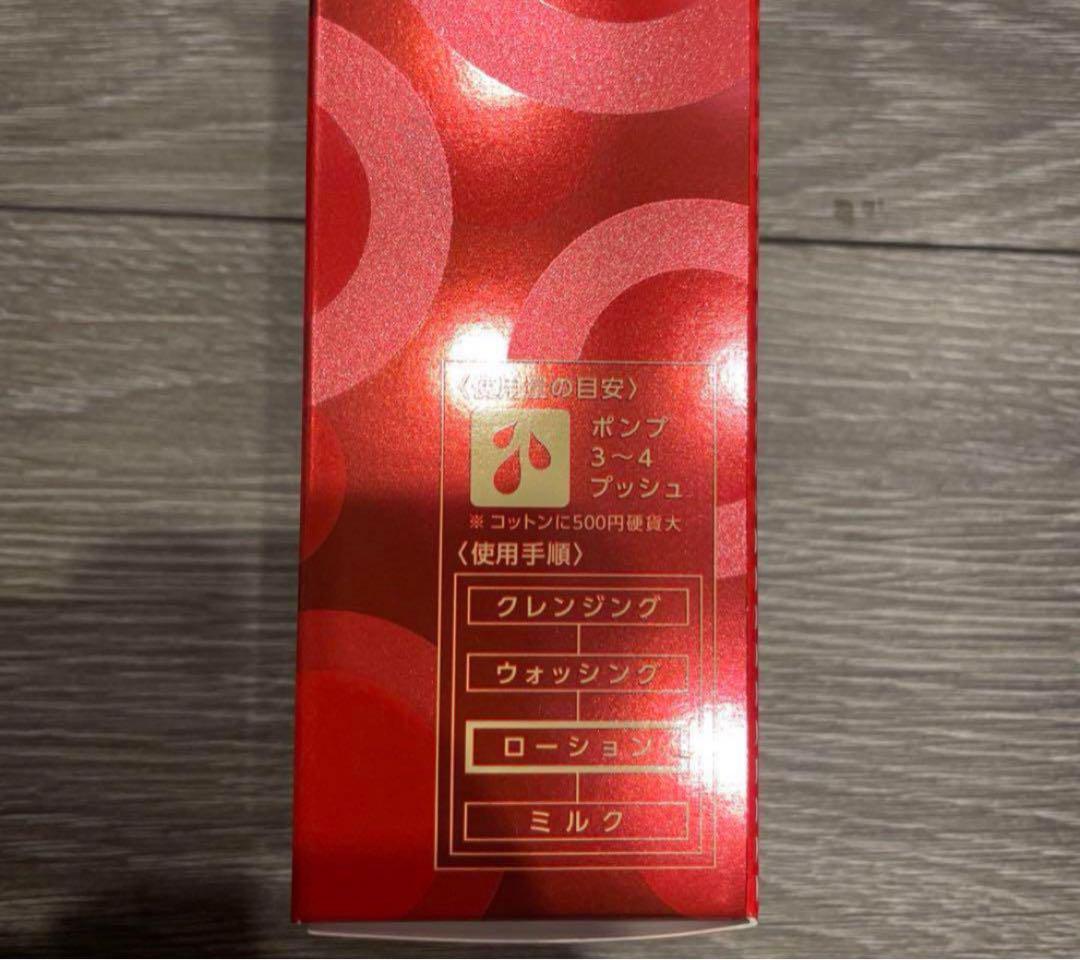 〈使用量の目安〉
ポンプ
3～4
プッシュ
※コットンに500円硬貨大
〈使用手順〉
クレンジング
ウォッシング
ローション
ミルク